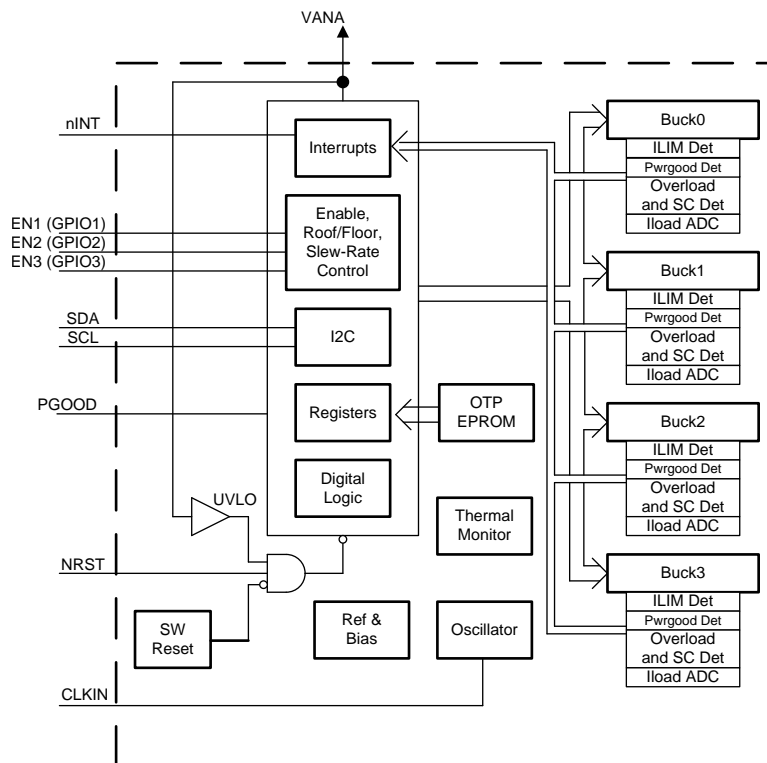 VANA
nINT
Interrupts
EN1 (GPIO1)
EN2 (GPIO2)
EN3 (GPIO3)
Enable,
Roof/Floor,
Slew-Rate
Control
SDA
SCL
I2C
PGOOD
Registers
OTP
EPROM
Digital
Logic
UVLO
Thermal
Monitor
NRST
SW
Reset
Ref &
Bias
Oscillator
CLKIN
Buck0
ILIM Det
Pwrgood Det
Overload
and SC Det
Iload ADC
Buck1
ILIM Det
Pwrgood Det
Overload
and SC Det
Iload ADC
Buck2
ILIM Det
Pwrgood Det
Overload
and SC Det
Iload ADC
Buck3
ILIM Det
Pwrgood Det
Overload
and SC Det
Iload ADC